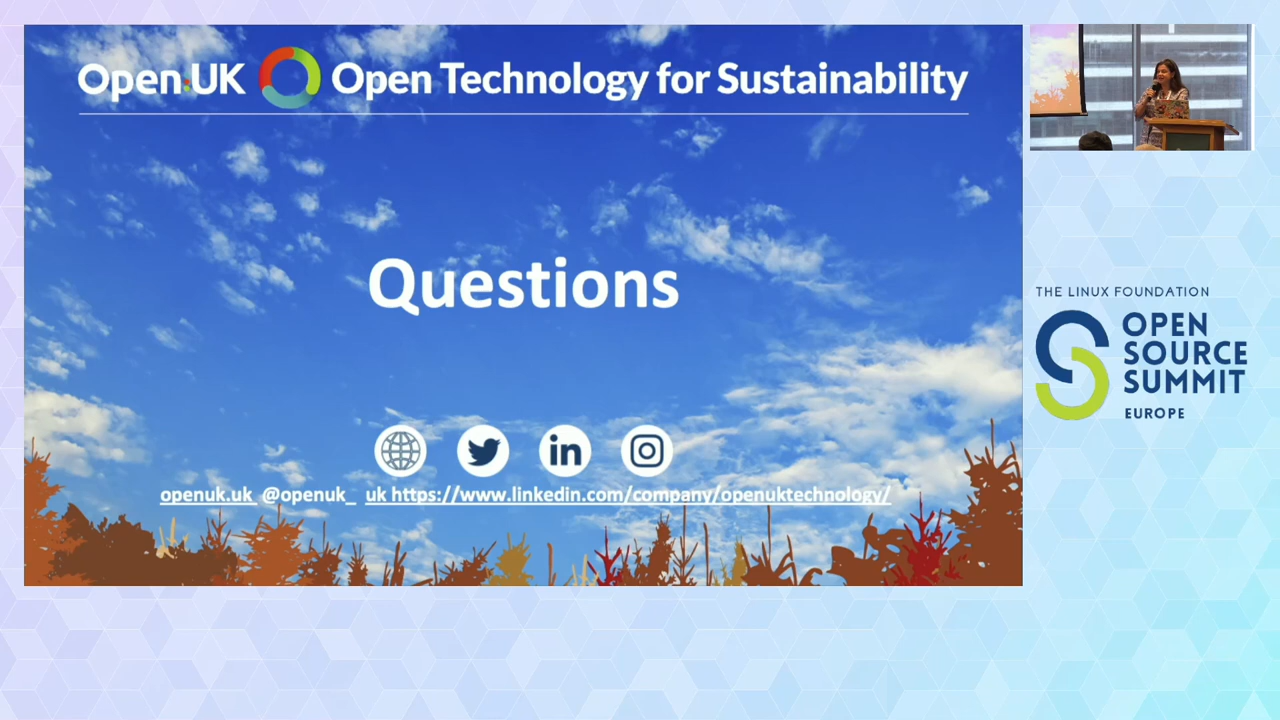 Open:UK Open Technology for Sustainability
Questions
openuk.uk @openuk_ uk https://www.linkedin.com/company/openuktechnology/
THE LINUX FOUNDATION
OPEN
SOURCE
SUMMIT
EUROPE